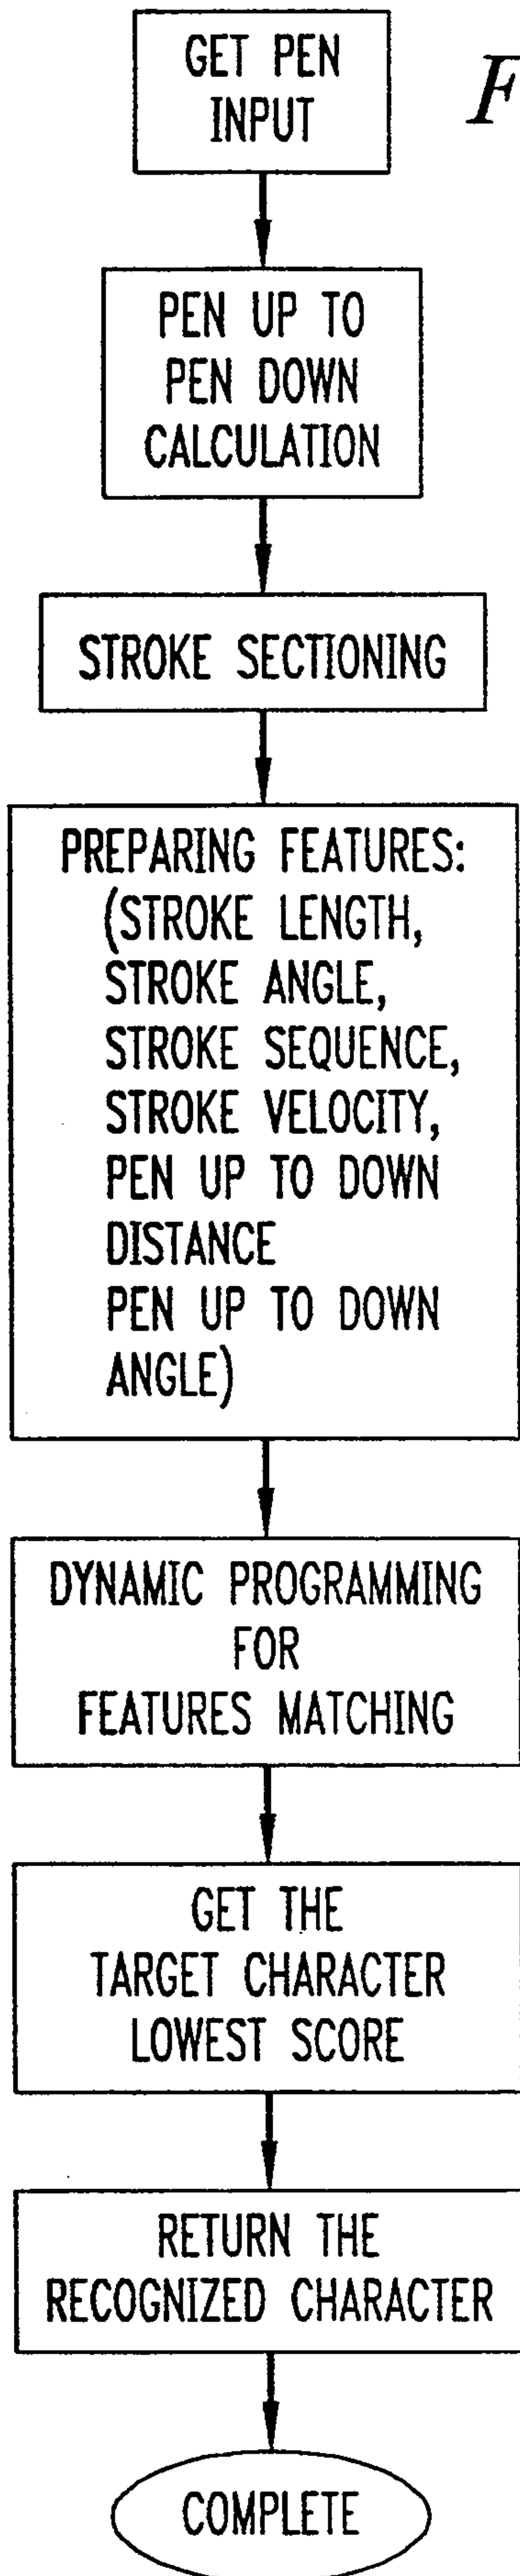 GET PEN
INPUT
F
PEN UP TO
PEN DOWN
CALCULATION
STROKE SECTIONING
PREPARING FEATURES:
(STROKE LENGTH,
STROKE ANGLE,
STROKE SEQUENCE,
STROKE VELOCITY,
PEN UP TO DOWN
DISTANCE
PEN UP TO DOWN
ANGLE)
DYNAMIC PROGRAMMING
FOR
FEATURES MATCHING
GET THE
TARGET CHARACTER
LOWEST SCORE
RETURN THE
RECOGNIZED CHARACTER
COMPLETE